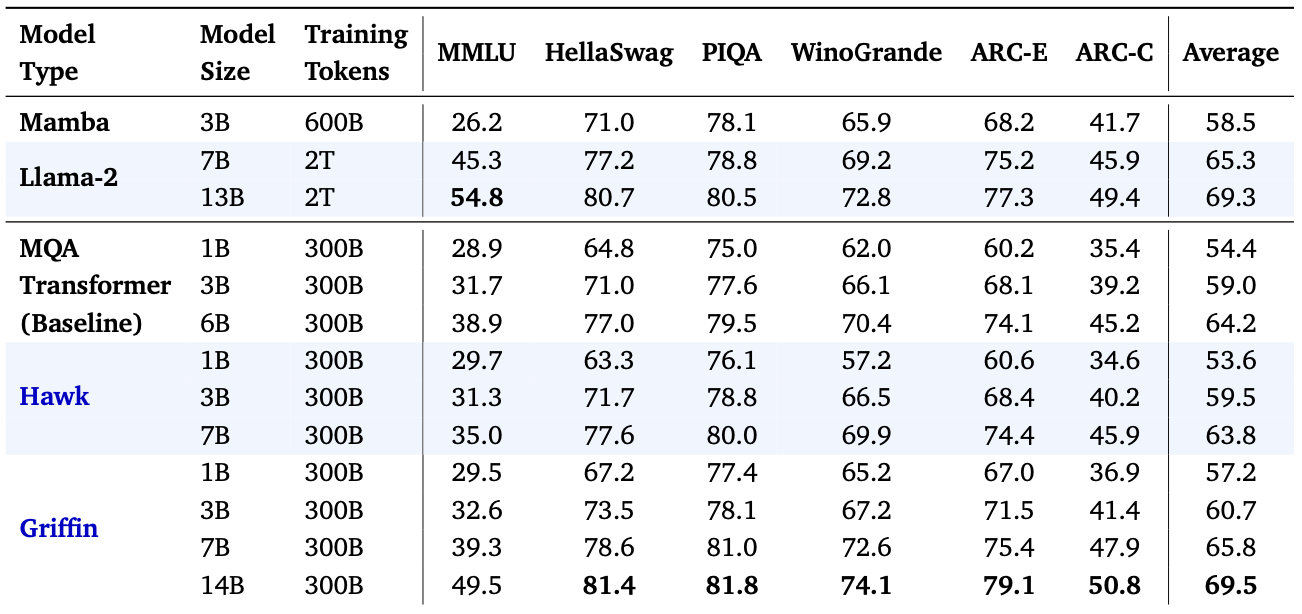 Model Type Model Size Training Tokens MMLU HellaSwag PIQA WinoGrande ARC-E ARC-C Average
Mamba 3B 600B 26.2 71.0 78.1 65.9 68.2 41.7 58.5
Llama-2 7B 2T 45.3 77.2 78.8 69.2 75.2 45.9 65.3
13B 2T 54.8 80.7 80.5 72.8 77.3 49.4 69.3
MQA 1B 300B 28.9 64.8 75.0 62.0 60.2 35.4 54.4
Transformer 3B 300B 31.7 71.0 77.6 66.1 68.1 39.2 59.0
(Baseline) 6B 300B 38.9 77.0 79.5 70.4 74.1 45.2 64.2
1B 300B 29.7 63.3 76.1 57.2 60.6 34.6 53.6
Hawk 3B 300B 31.3 71.7 78.8 66.5 68.4 40.2 59.5
7B 300B 35.0 77.6 80.0 69.9 74.4 45.9 63.8
1B 300B 29.5 67.2 77.4 65.2 67.0 36.9 57.2
Griffin 3B 300B 32.6 73.5 78.1 67.2 71.5 41.4 60.7
7B 300B 39.3 78.6 81.0 72.6 75.4 47.9 65.8
14B 300B 49.5 81.4 81.8 74.1 79.1 50.8 69.5